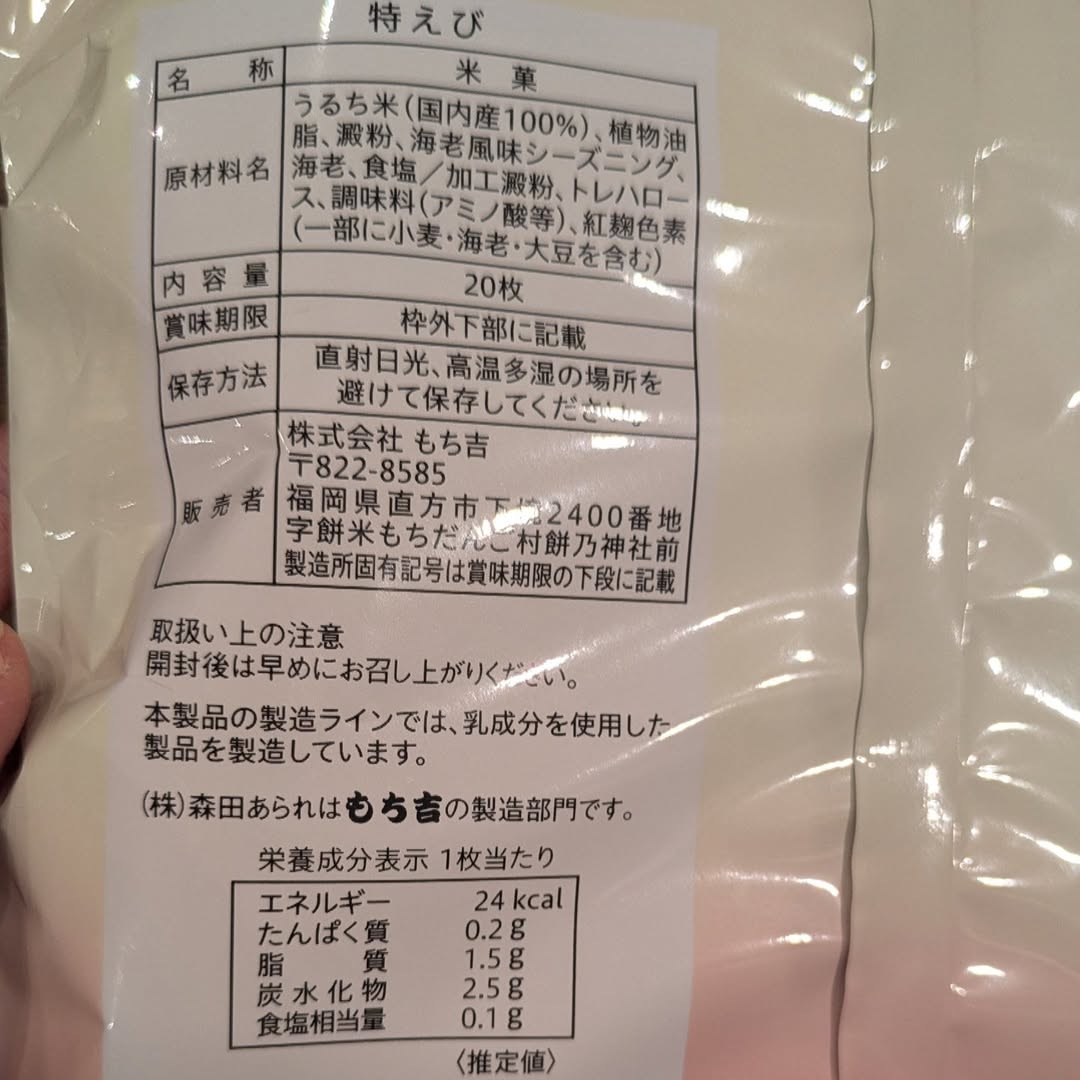 特えび
名称 米菓
原材料名 うるち米(国内産100%)、植物油
脂、澱粉、海老風味シーズニング、
海老、食塩／加工澱粉、トレハロー
ス、調味料(アミノ酸等)、紅麹色素
(一部に小麦・海老・大豆を含む)
内容量 20枚
賞味期限 枠外下部に記載
保存方法 直射日光、高温多湿の場所を
避けて保存してください。
販売者 株式会社 もち吉
〒822-8585
福岡県直方市下境2400番地
字餅米もちだんご村餅乃神社前
製造所固有記号は賞味期限の下段に記載
取扱い上の注意
開封後は早めにお召し上がりください。
本製品の製造ラインでは、乳成分を使用した
製品を製造しています。
(株)森田あられはもち吉の製造部門です。
栄養成分表示 1枚当たり
エネルギー 24 kcal
たんぱく質 0.2 g
脂質 1.5 g
炭水化物 2.5 g
食塩相当量 0.1 g
〈推定値〉